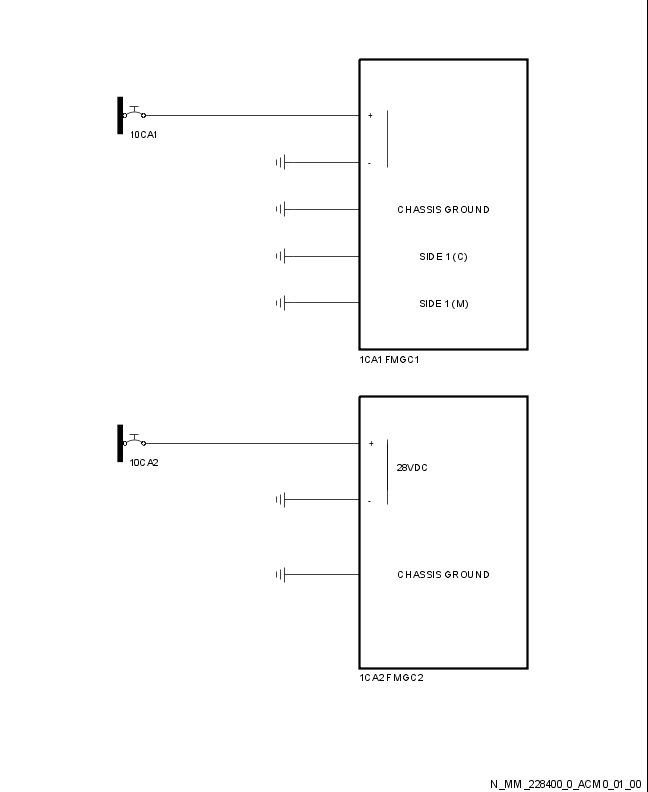 +
10CA1
-
CHASSIS GROUND
SIDE 1 (C)
SIDE 1 (M)
1CA1 FMGC1
+
10CA2
28VDC
-
CHASSIS GROUND
1CA2 FMGC2
N_MM_228400_0_ACM0_01_00